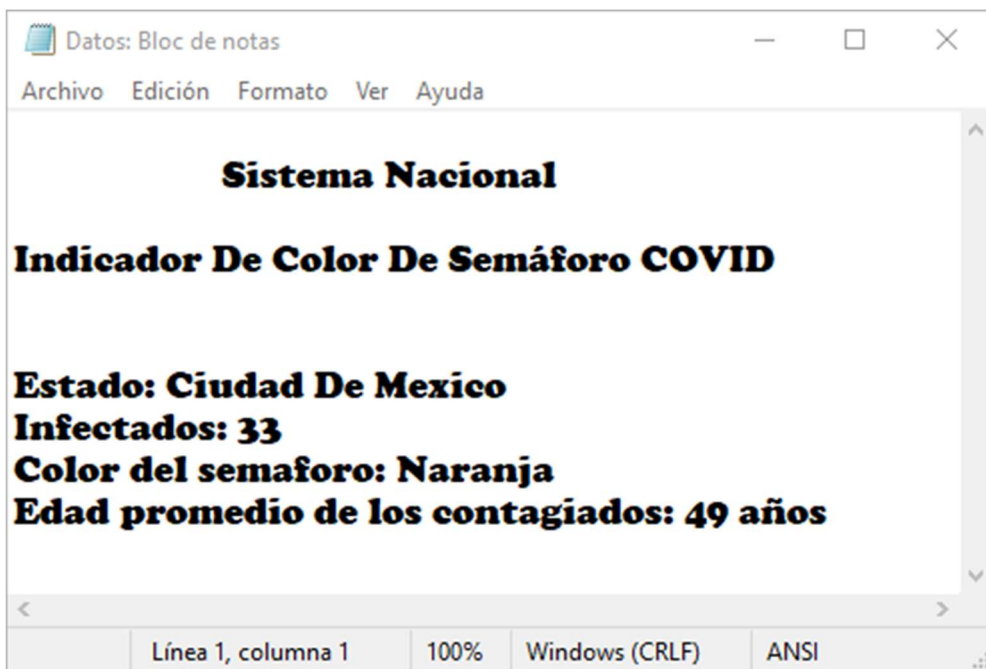 Datos: Bloc de notas
Archivo Edición Formato Ver Ayuda
Sistema Nacional
Indicador De Color De Semáforo COVID
Estado: Ciudad De Mexico
Infectados: 33
Color del semaforo: Naranja
Edad promedio de los contagiados: 49 años
Línea 1, columna 1 100% Windows (CRLF) ANSI